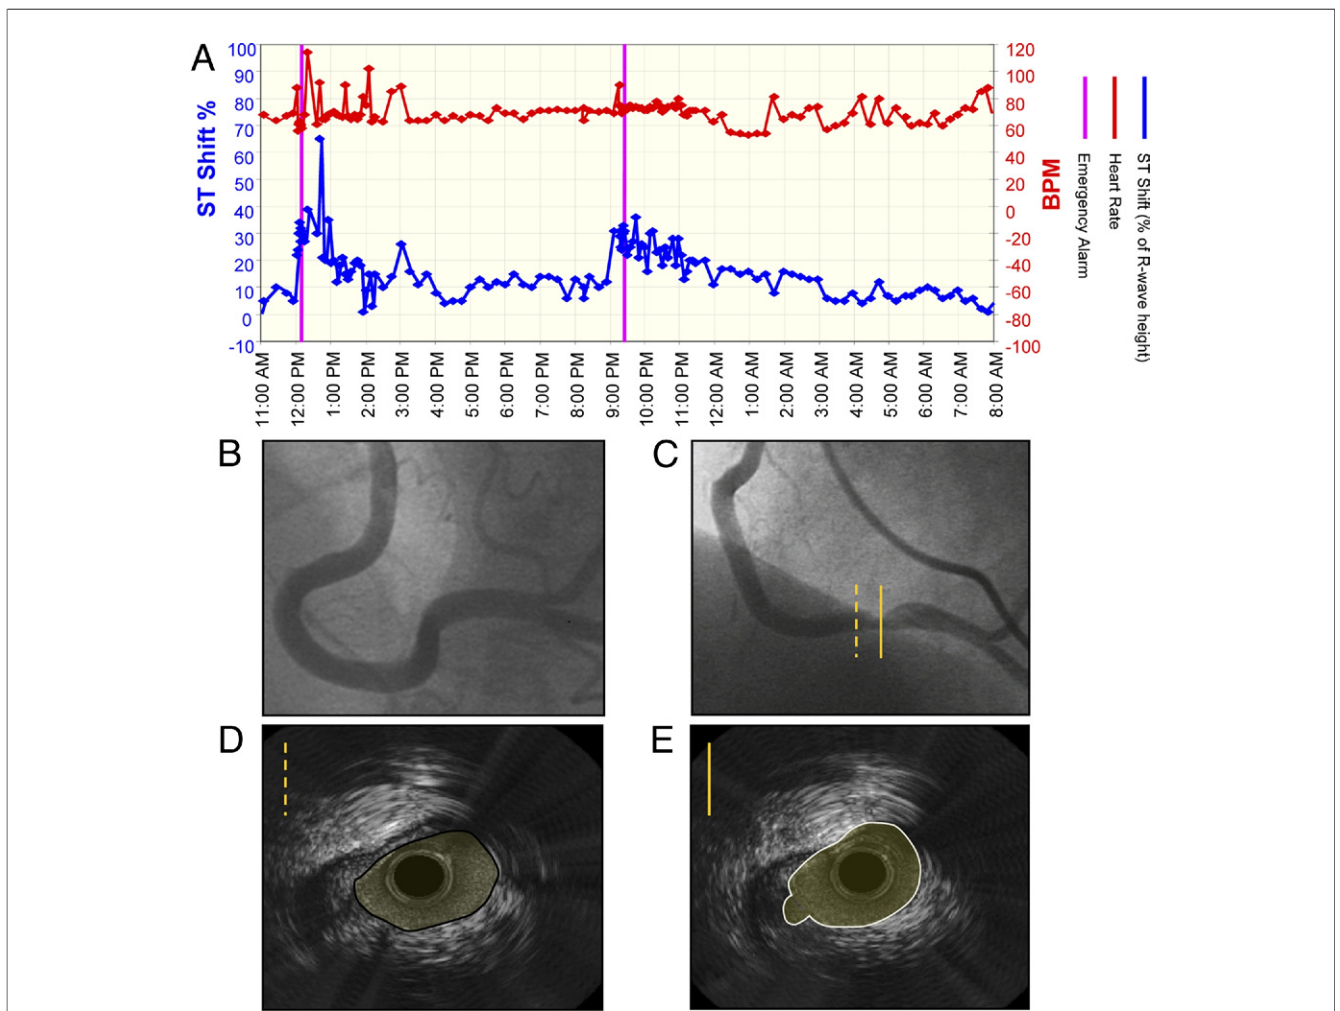 A
ST Shift %
100
90
80
70
60
50
40
30
20
10
0
-10
120
100
80
60
40
20
0
-20
-40
-60
-80
-100
BPM
Emergency Alarm
Heart Rate
ST Shift (% of R-wave height)
11:00 AM
12:00 PM
1:00 PM
2:00 PM
3:00 PM
4:00 PM
5:00 PM
6:00 PM
7:00 PM
8:00 PM
9:00 PM
10:00 PM
11:00 PM
12:00 AM
1:00 AM
2:00 AM
3:00 AM
4:00 AM
5:00 AM
6:00 AM
7:00 AM
8:00 AM
B
C
D
E